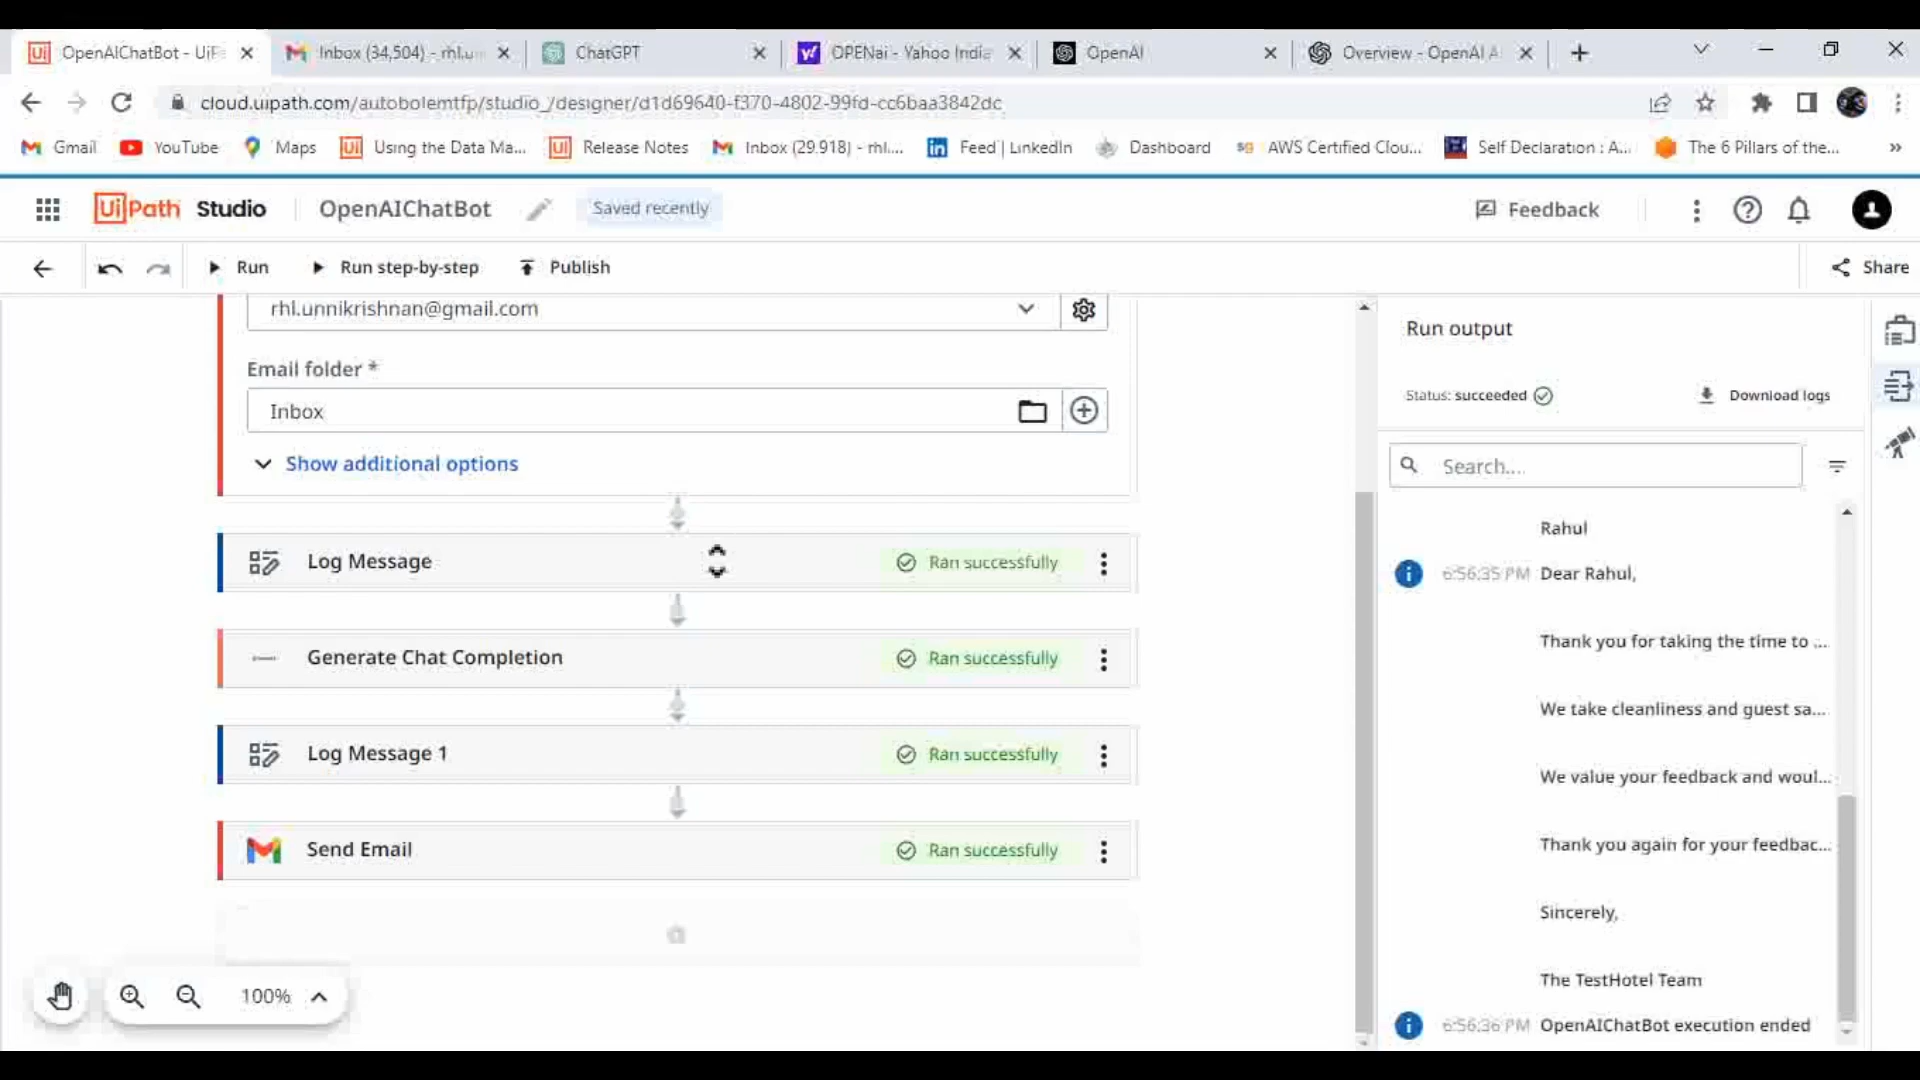 OpenAIChatBot - UiPa
Inbox (34,504) - rhl.un
ChatGPT
OPENai - Yahoo India
OpenAI
Overview - OpenAI A
cloud.uipath.com/autobolemtfp/studio_/designer/d1d69640-f370-4802-99fd-cc6baa3842dc
Gmail
YouTube
Maps
Using the Data Ma...
Release Notes
Inbox (29.918) - rhl....
Feed | LinkedIn
Dashboard
AWS Certified Clou...
Self Declaration : A...
The 6 Pillars of the...
UiPath Studio
OpenAIChatBot
Saved recently
Feedback
Run
Run step-by-step
Publish
Share
rhl.unnikrishnan@gmail.com
Email folder *
Inbox
Show additional options
Log Message
Ran successfully
Generate Chat Completion
Ran successfully
Log Message 1
Ran successfully
Send Email
Ran successfully
100%
Run output
Status: succeeded
Download logs
Search....
Rahul
6:56:35 PM Dear Rahul,
Thank you for taking the time to ...
We take cleanliness and guest sa...
We value your feedback and woul...
Thank you again for your feedbac...
Sincerely,
The TestHotel Team
6:56:36 PM OpenAIChatBot execution ended